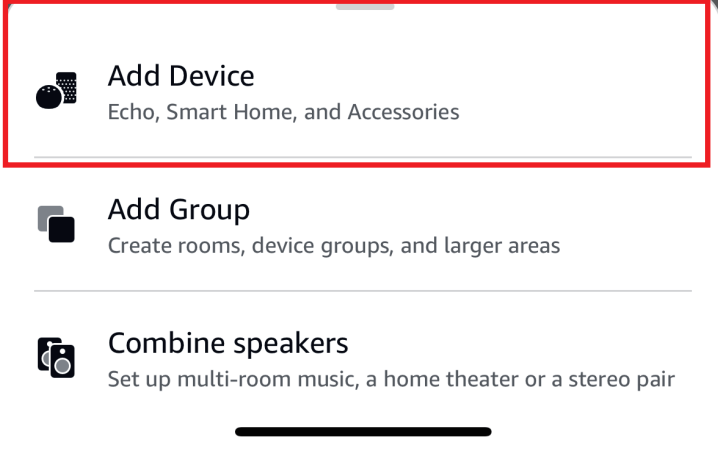 Add Device
Echo, Smart Home, and Accessories
Add Group
Create rooms, device groups, and larger areas
Combine speakers
Set up multi-room music, a home theater or a stereo pair